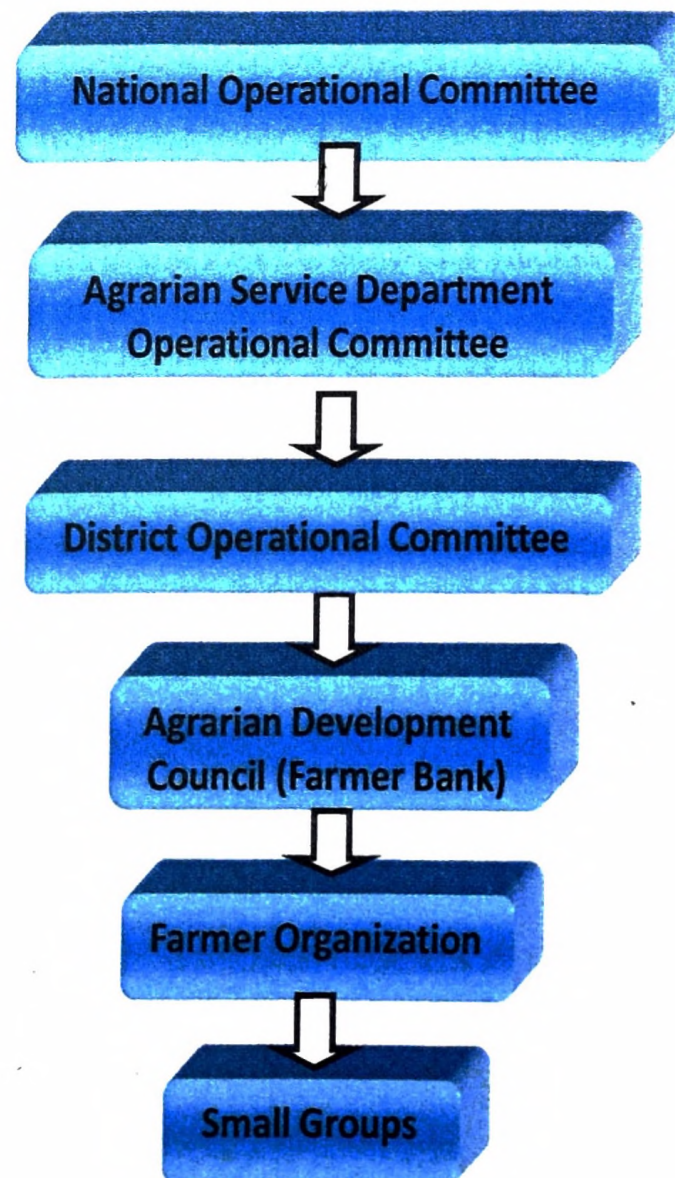 National Operational Committee
Agrarian Service Department
Operational Committee
District Operational Committee
Agrarian Development
Council (Farmer Bank)
Farmer Organization
Small Groups